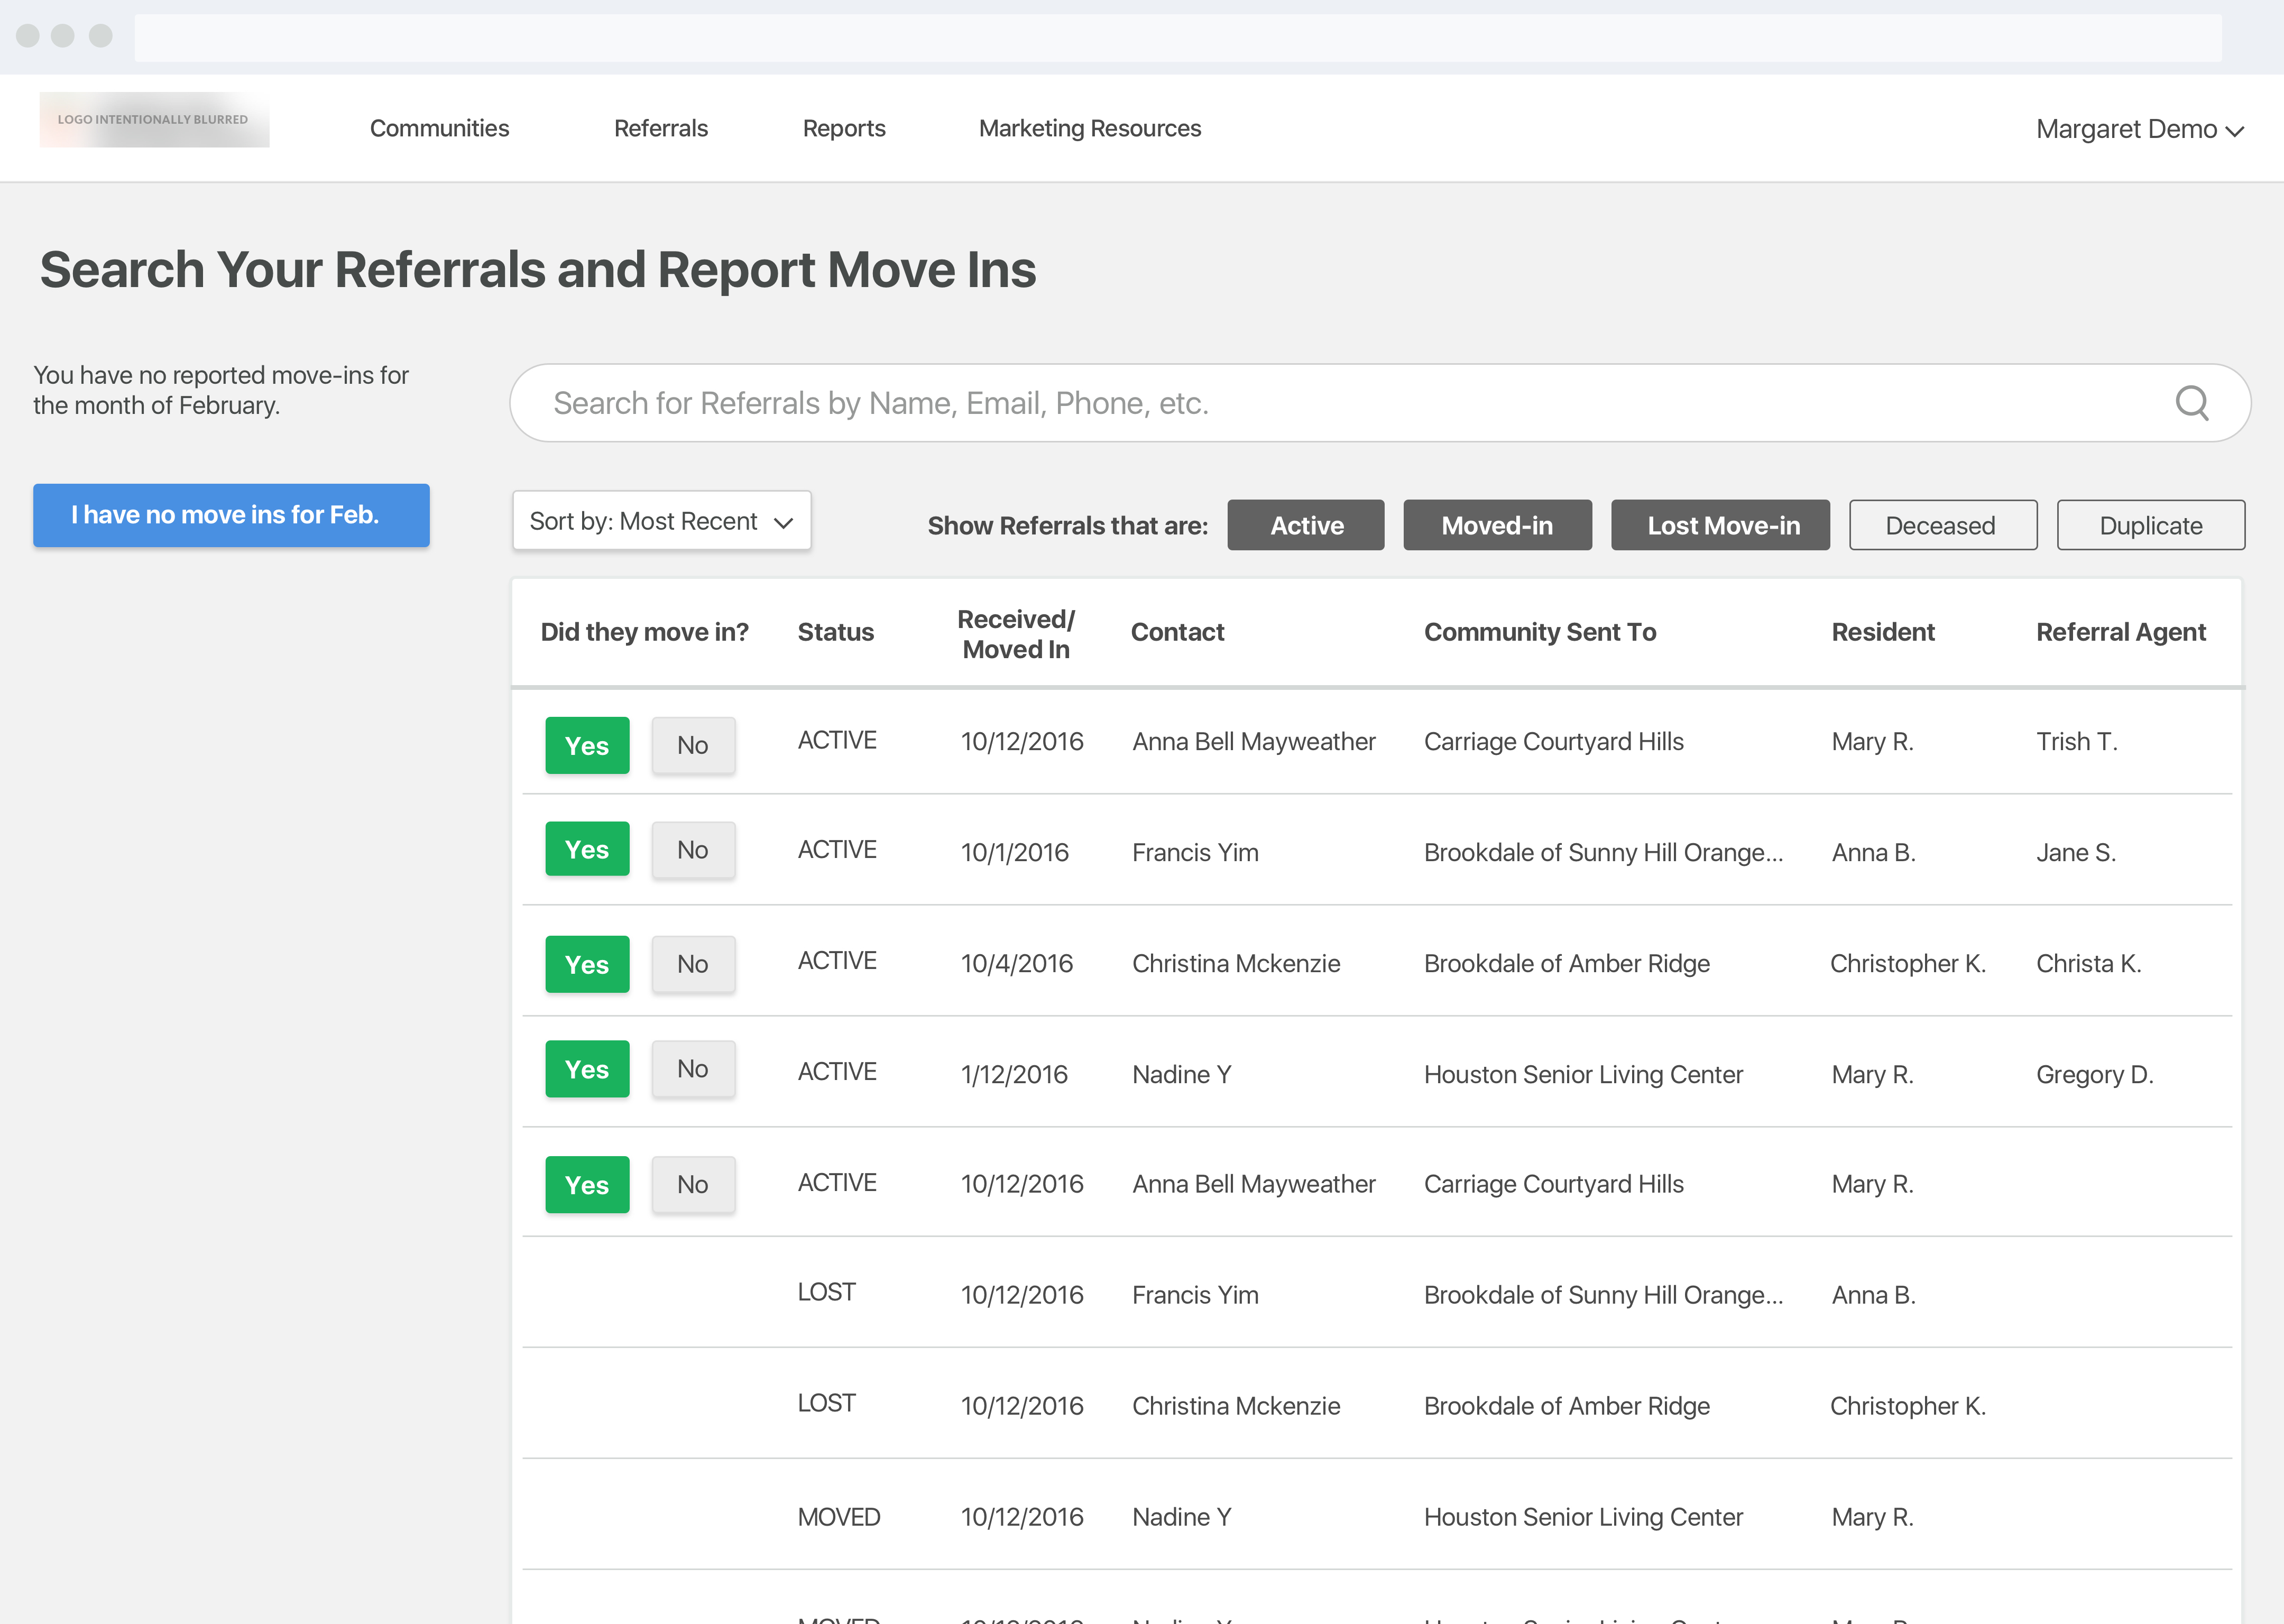 LOGO INTENTIONALLY BLURRED
Communities
Referrals
Reports
Marketing Resources
Margaret Demo
Search Your Referrals and Report Move Ins
You have no reported move-ins for
the month of February.
I have no move ins for Feb.
Search for Referrals by Name, Email, Phone, etc.
Sort by: Most Recent
Show Referrals that are:
Active
Moved-in
Lost Move-in
Deceased
Duplicate
Did they move in? Status Received/ Moved In Contact Community Sent To Resident Referral Agent
Yes No ACTIVE 10/12/2016 Anna Bell Mayweather Carriage Courtyard Hills Mary R. Trish T.
Yes No ACTIVE 10/1/2016 Francis Yim Brookdale of Sunny Hill Orange... Anna B. Jane S.
Yes No ACTIVE 10/4/2016 Christina Mckenzie Brookdale of Amber Ridge Christopher K. Christa K.
Yes No ACTIVE 1/12/2016 Nadine Y Houston Senior Living Center Mary R. Gregory D.
Yes No ACTIVE 10/12/2016 Anna Bell Mayweather Carriage Courtyard Hills Mary R.
LOST 10/12/2016 Francis Yim Brookdale of Sunny Hill Orange... Anna B.
LOST 10/12/2016 Christina Mckenzie Brookdale of Amber Ridge Christopher K.
MOVED 10/12/2016 Nadine Y Houston Senior Living Center Mary R.